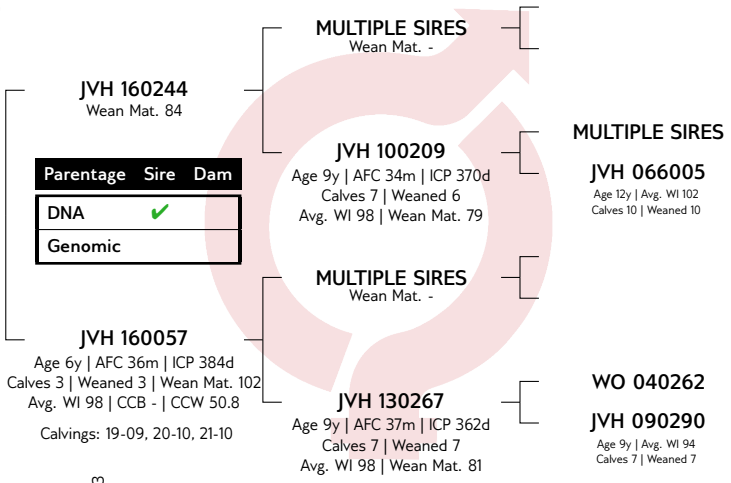 MULTIPLE SIRES
Wean Mat. -
JVH 160244
Wean Mat. 84
MULTIPLE SIRES
JVH 100209
Age 9y | AFC 34m | ICP 370d
Calves 7 | Weaned 6
Avg. WI 98 | Wean Mat. 79
JVH 066005
Age 12y | Avg. WI 102
Calves 10 | Weaned 10
Parentage Sire Dam
DNA ✔
Genomic
MULTIPLE SIRES
Wean Mat. -
JVH 160057
Age 6y | AFC 36m | ICP 384d
Calves 3 | Weaned 3 | Wean Mat. 102
Avg. WI 98 | CCB - | CCW 50.8
Calvings: 19-09, 20-10, 21-10
WO 040262
JVH 130267
Age 9y | AFC 37m | ICP 362d
Calves 7 | Weaned 7
Avg. WI 98 | Wean Mat. 81
JVH 090290
Age 9y | Avg. WI 94
Calves 7 | Weaned 7
3